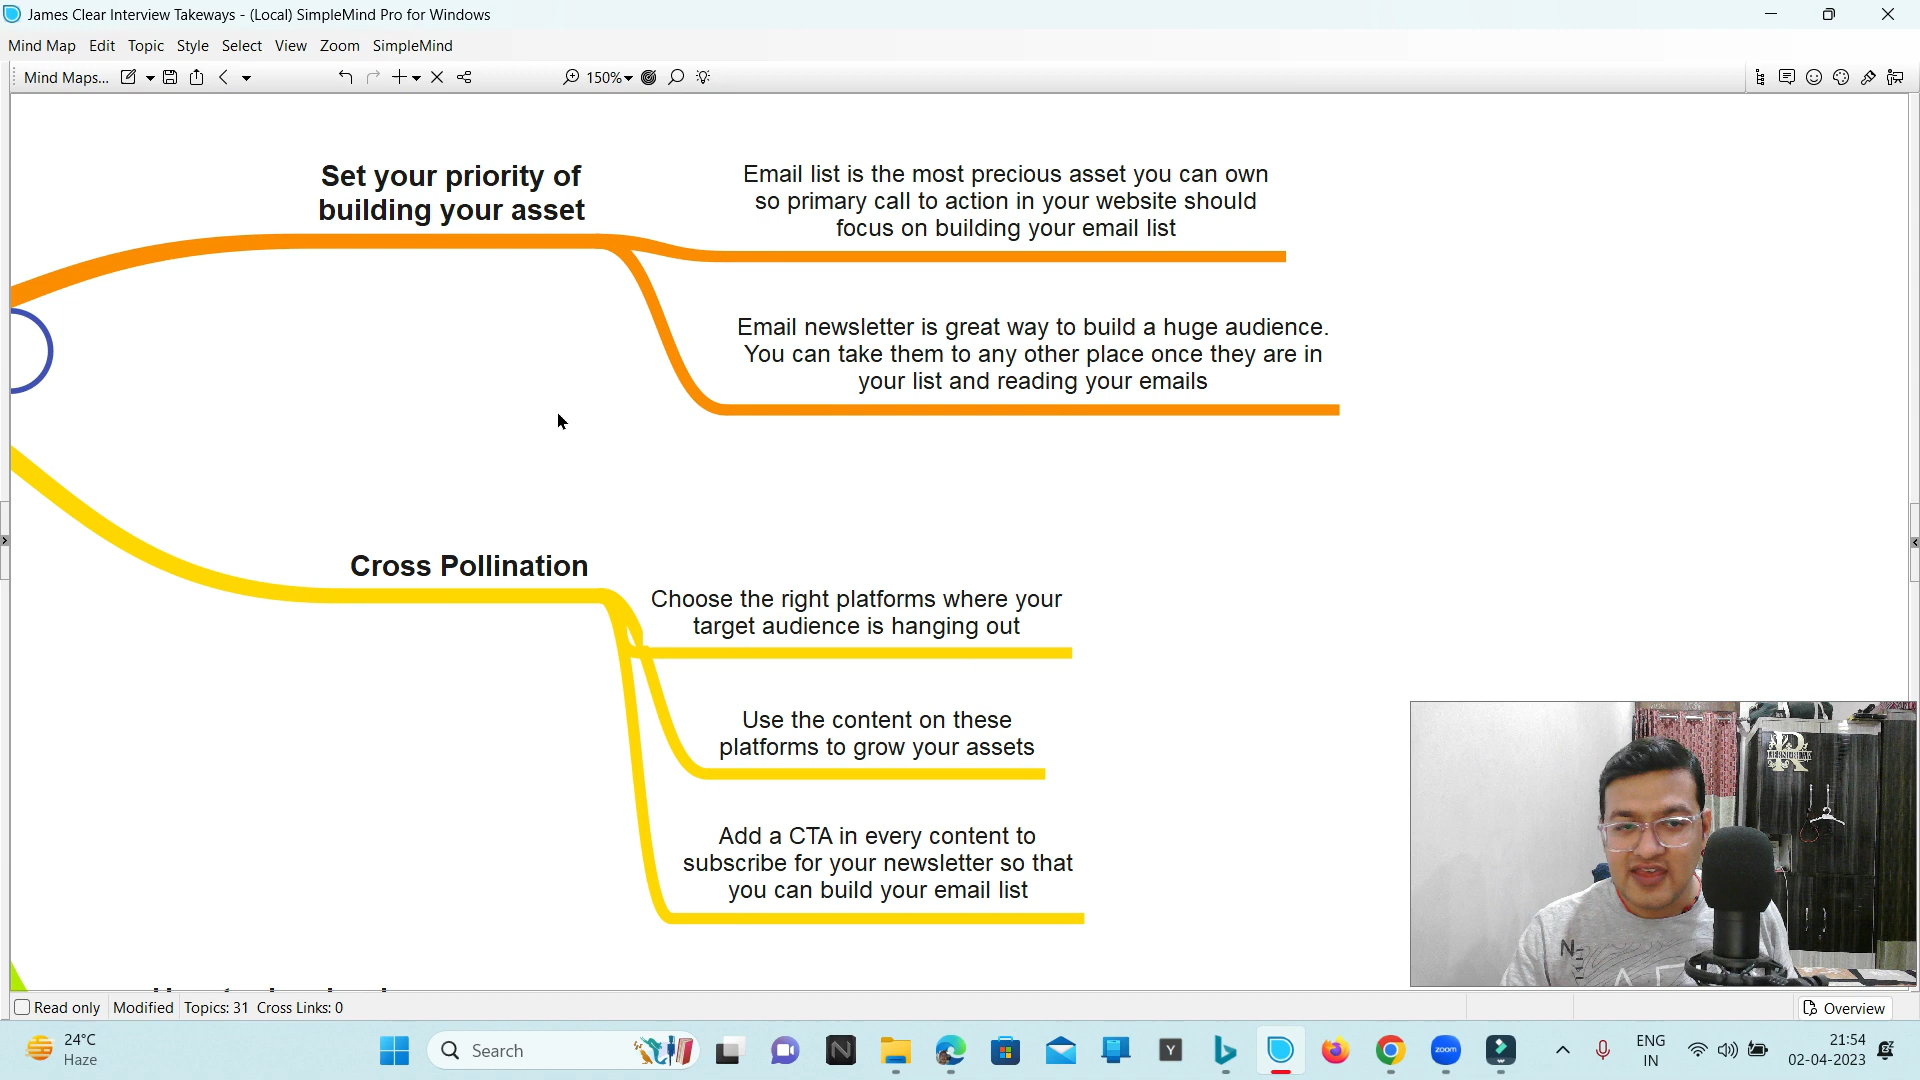 James Clear Interview Takeways - (Local) SimpleMind Pro for Windows
Mind Map Edit Topic Style Select View Zoom SimpleMind
Mind Maps... 150%
Set your priority of
building your asset
Email list is the most precious asset you can own
so primary call to action in your website should
focus on building your email list
Email newsletter is great way to build a huge audience.
You can take them to any other place once they are in
your list and reading your emails
Cross Pollination
Choose the right platforms where your
target audience is hanging out
Use the content on these
platforms to grow your assets
Add a CTA in every content to
subscribe for your newsletter so that
you can build your email list
Read only Modified Topics: 31 Cross Links: 0
Overview
24°C
Haze
Search
zoom
ENG
IN
21:54
02-04-2023